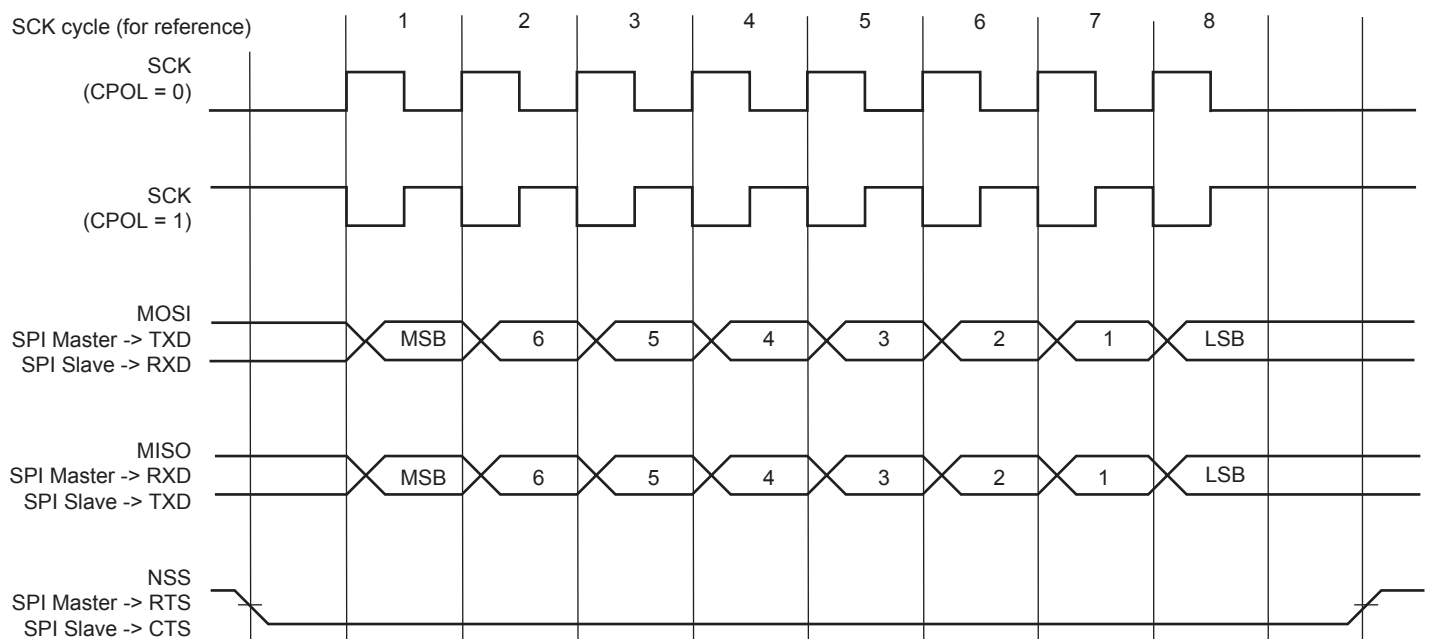 SCK cycle (for reference)
1 2 3 4 5 6 7 8
SCK
(CPOL = 0)
SCK
(CPOL = 1)
MOSI
SPI Master -> TXD
SPI Slave -> RXD
MSB 6 5 4 3 2 1 LSB
MISO
SPI Master -> RXD
SPI Slave -> TXD
MSB 6 5 4 3 2 1 LSB
NSS
SPI Master -> RTS
SPI Slave -> CTS